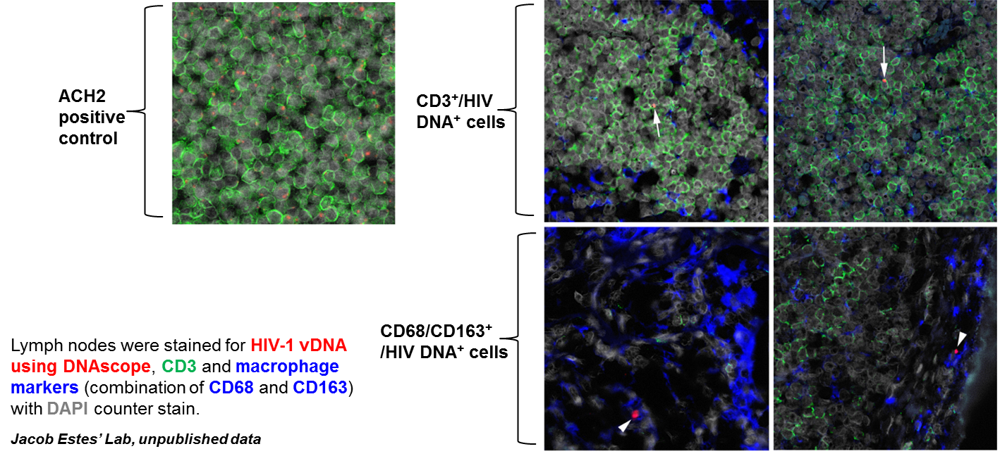 ACH2
positive
control
CD3+/HIV
DNA+ cells
CD68/CD163+
/HIV DNA+ cells
Lymph nodes were stained for HIV-1 vDNA
using DNAscope, CD3 and macrophage
markers (combination of CD68 and CD163)
with DAPI counter stain.
Jacob Estes’ Lab, unpublished data